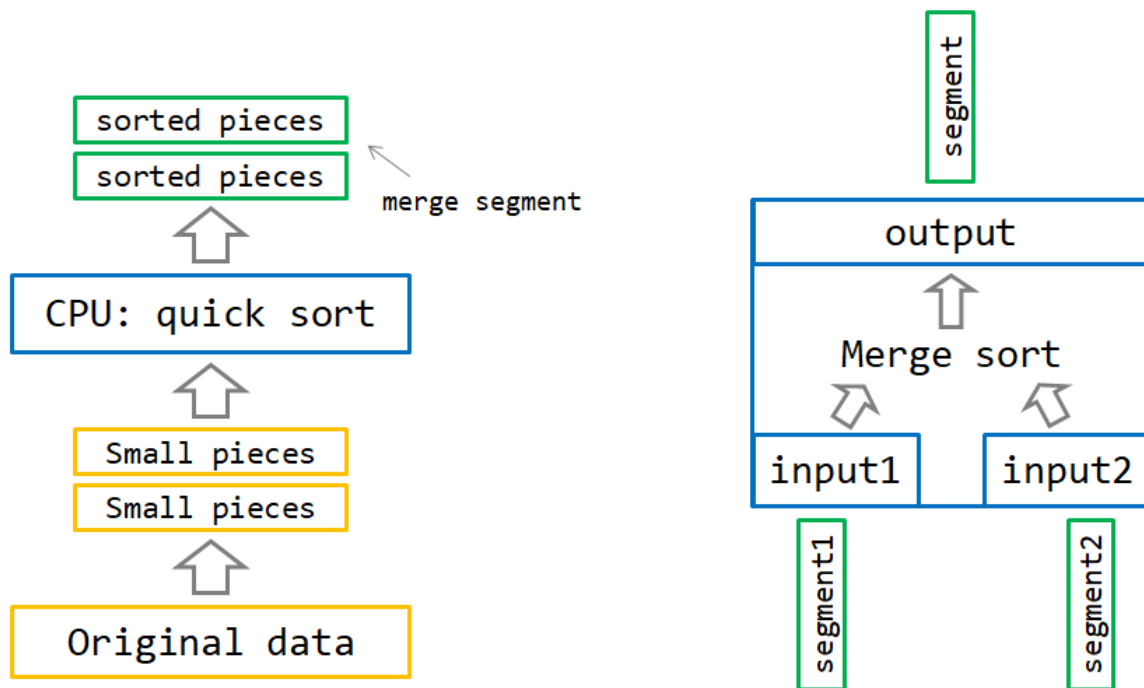 sorted pieces
sorted pieces
merge segment
CPU: quick sort
Small pieces
Small pieces
Original data
segment
output
Merge sort
input1
input2
segment1
segment2